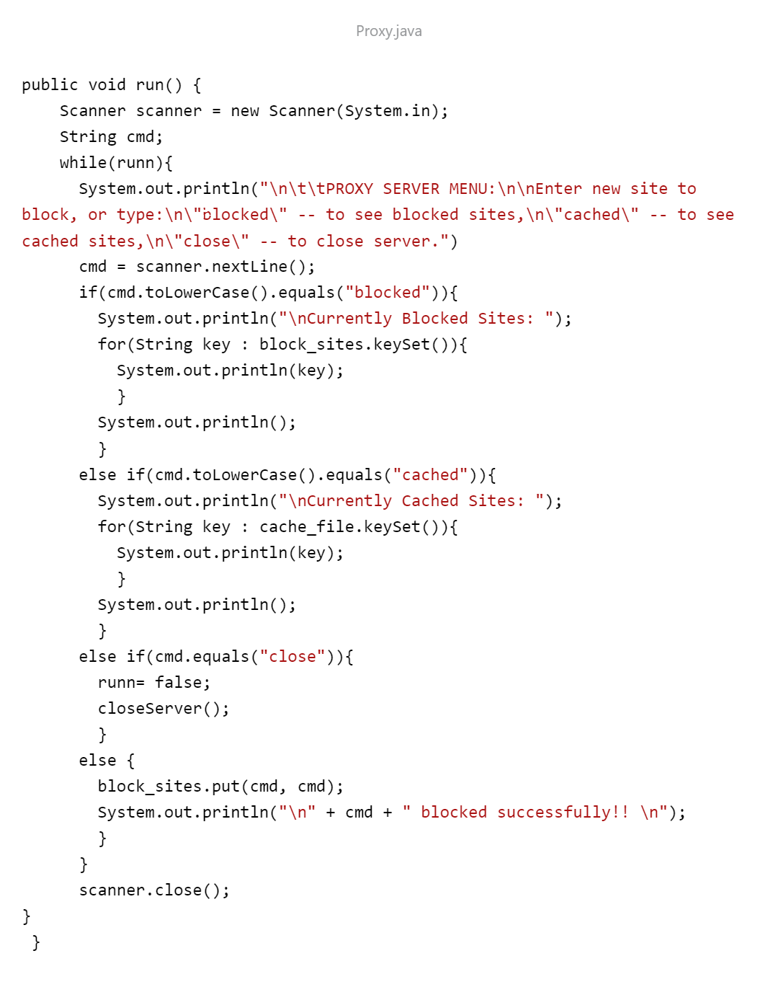 Proxy.java
public void run() {
    Scanner scanner = new Scanner(System.in);
    String cmd;
    while(runn){
      System.out.println("\n\t\tPROXY SERVER MENU:\n\nEnter new site to
block, or type:\n\"blocked\" -- to see blocked sites,\n\"cached\" -- to see
cached sites,\n\"close\" -- to close server.")
      cmd = scanner.nextLine();
      if(cmd.toLowerCase().equals("blocked")){
        System.out.println("\nCurrently Blocked Sites: ");
        for(String key : block_sites.keySet()){
          System.out.println(key);
          }
        System.out.println();
        }
      else if(cmd.toLowerCase().equals("cached")){
        System.out.println("\nCurrently Cached Sites: ");
        for(String key : cache_file.keySet()){
          System.out.println(key);
          }
        System.out.println();
        }
      else if(cmd.equals("close")){
        runn= false;
        closeServer();
        }
      else {
        block_sites.put(cmd, cmd);
        System.out.println("\n" + cmd + " blocked successfully!! \n");
        }
      }
      scanner.close();
}
 }